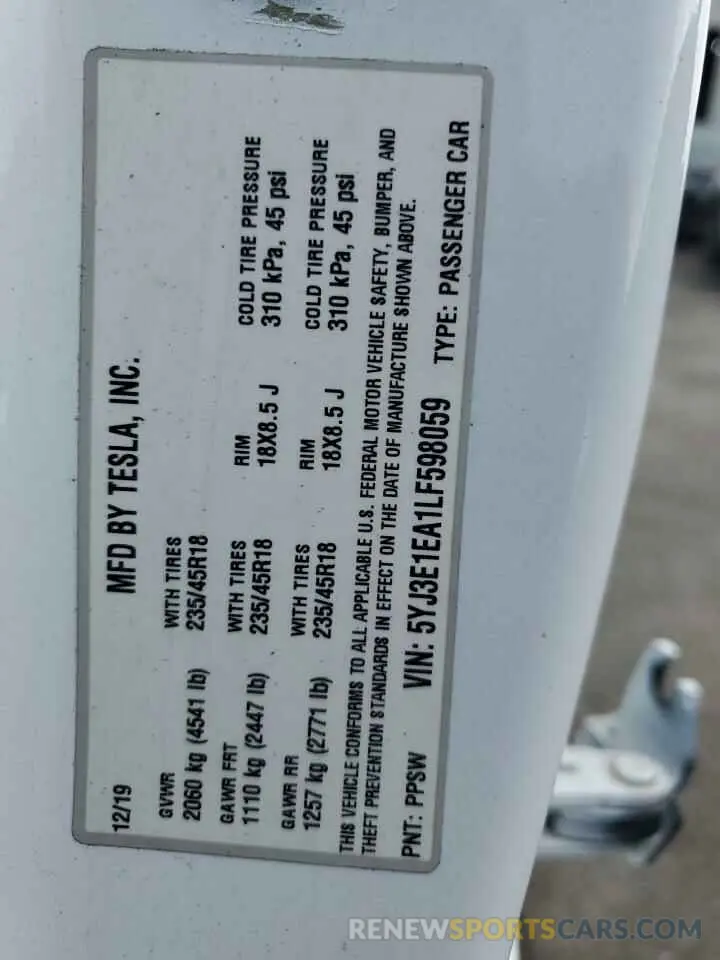 MFD BY TESLA, INC.
12/19
GVWR
2060 kg (4541 lb)
WITH TIRES
235/45R18
GAWR FRT
1110 kg (2447 lb)
WITH TIRES
235/45R18
RIM
18X8.5 J
COLD TIRE PRESSURE
310 kPa, 45 psi
GAWR RR
1257 kg (2771 lb)
WITH TIRES
235/45R18
RIM
18X8.5 J
COLD TIRE PRESSURE
310 kPa, 45 psi
THIS VEHICLE CONFORMS TO ALL APPLICABLE U.S. FEDERAL MOTOR VEHICLE SAFETY, BUMPER, AND
THEFT PREVENTION STANDARDS IN EFFECT ON THE DATE OF MANUFACTURE SHOWN ABOVE.
PNT: PPSW VIN: 5YJ3E1EA1LF598059 TYPE: PASSENGER CAR
RENEWSPORTSCARS.COM